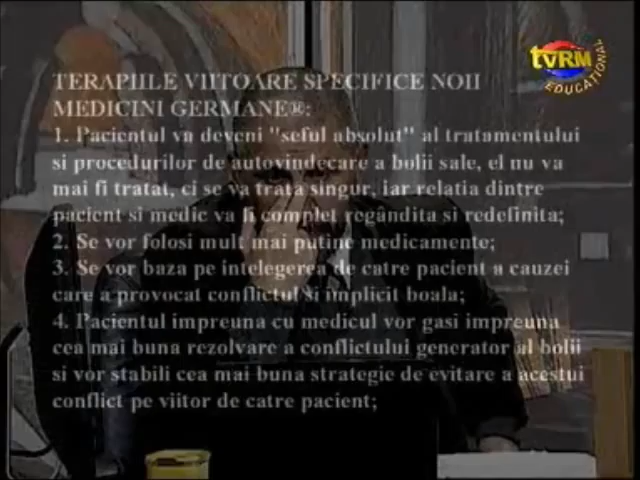 tvRM
EDUCAȚIONAL
TERAPIILE VIITOARE SPECIFICE NOII
MEDICINI GERMANE®:
1. Pacientul va deveni "seful absolut" al tratamentului
si procedurilor de autovindecare a bolii sale, el nu va
mai fi tratat, ci se va trata singur, iar relatia dintre
pacient si medic va fi complet regândita si redefinita;
2. Se vor folosi mult mai putine medicamente;
3. Se vor baza pe intelegerea de catre pacient a cauzei
care a provocat conflictul si implicit boala;
4. Pacientul impreuna cu medicul vor gasi impreuna
cea mai buna rezolvare a conflictului generator al bolii
si vor stabili cea mai buna strategie de evitare a acestui
conflict pe viitor de catre pacient;